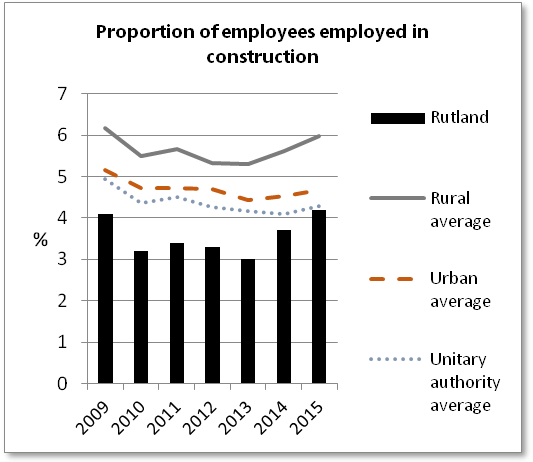 Proportion of employees employed in
construction
7
6
5
4
3
2
1
0
%
2009
2010
2011
2012
2013
2014
2015
Rutland
Rural
average
Urban
average
Unitary
authority
average